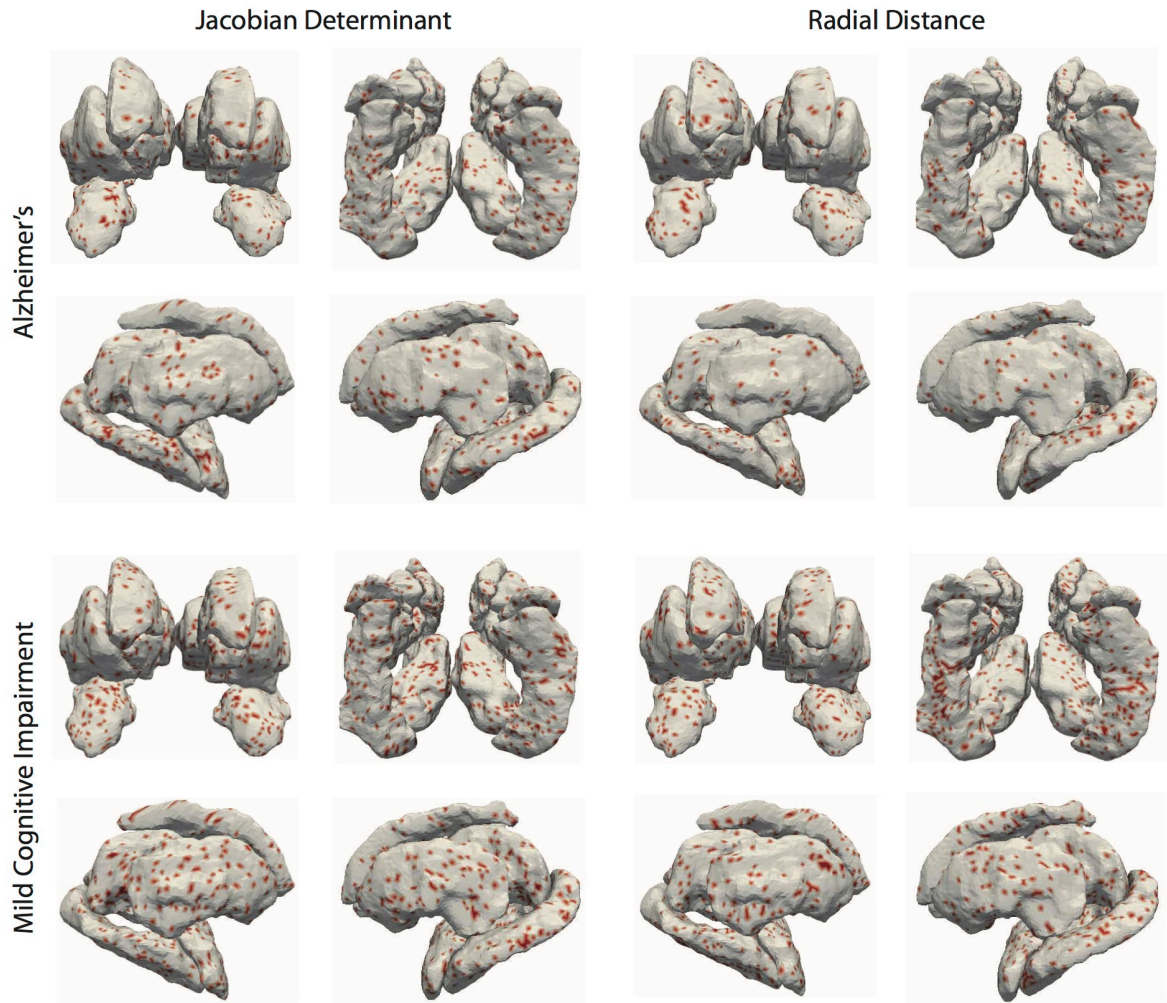 Jacobian Determinant
Radial Distance
Alzheimer's
Mild Cognitive Impairment